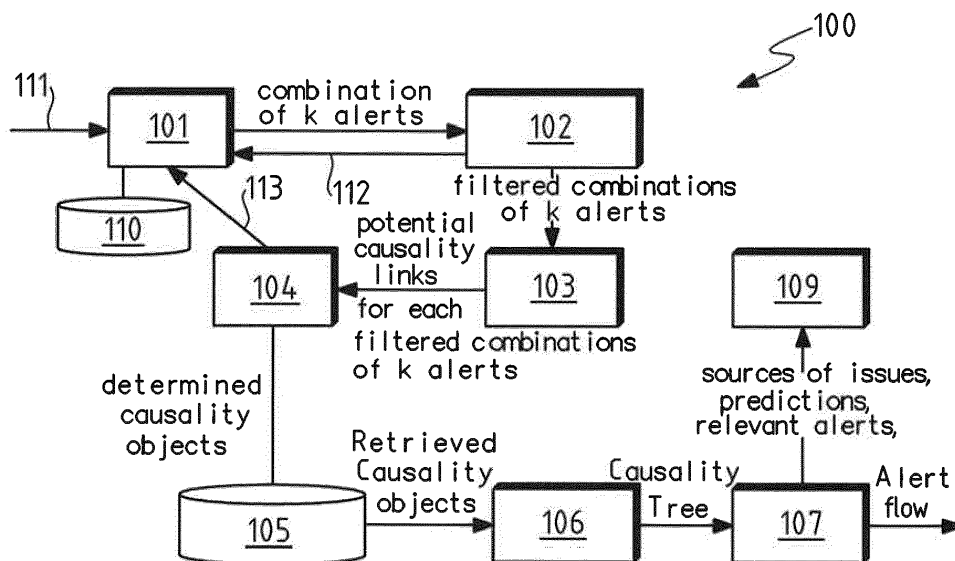 100
111
combination
of k alerts
101
102
112
113
filtered combinations
of k alerts
110
potential
causality
links
104
103
109
for each
filtered combinations
of k alerts
sources of issues,
predictions,
relevant alerts,
determined
causality
objects
Retrieved
Causality
objects
Causality
Tree
Alert
flow
105
106
107